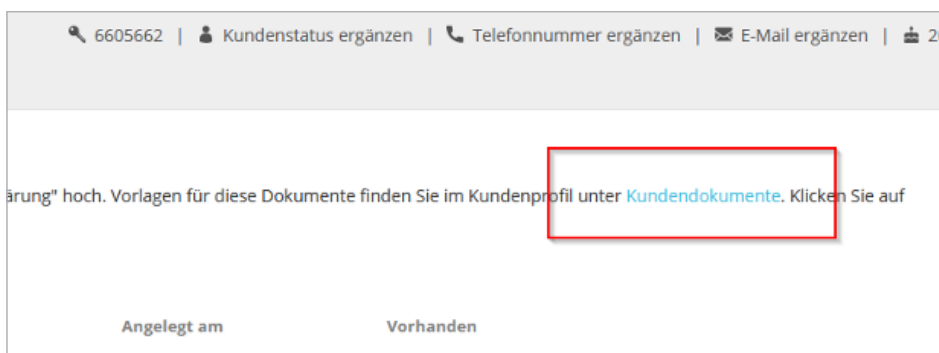 6605662 | Kundenstatus ergänzen | Telefonnummer ergänzen | E-Mail ergänzen |
ärung" hoch. Vorlagen für diese Dokumente finden Sie im Kundenprofil unter Kundendokumente. Klicken Sie auf
Angelegt am Vorhanden